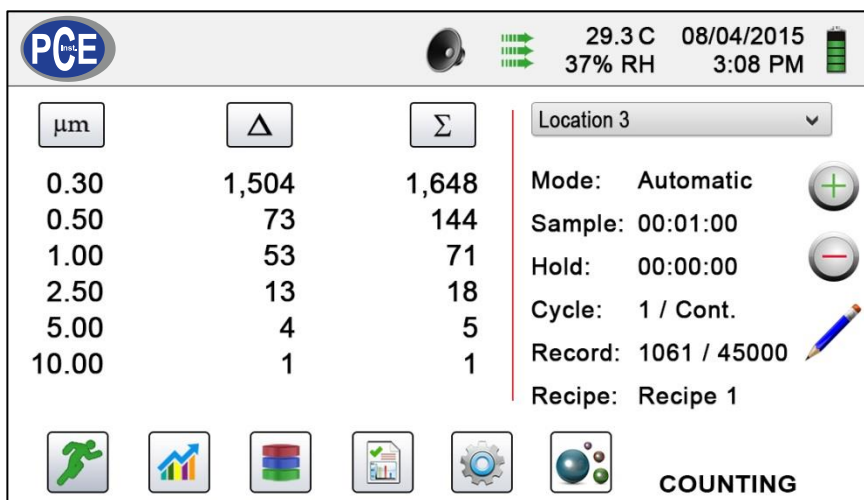 PCE
Inst.
29.3 C 08/04/2015
37% RH 3:08 PM
µm Δ Σ
0.30 1,504 1,648
0.50 73 144
1.00 53 71
2.50 13 18
5.00 4 5
10.00 1 1
Location 3
Mode: Automatic
Sample: 00:01:00
Hold: 00:00:00
Cycle: 1 / Cont.
Record: 1061 / 45000
Recipe: Recipe 1
COUNTING